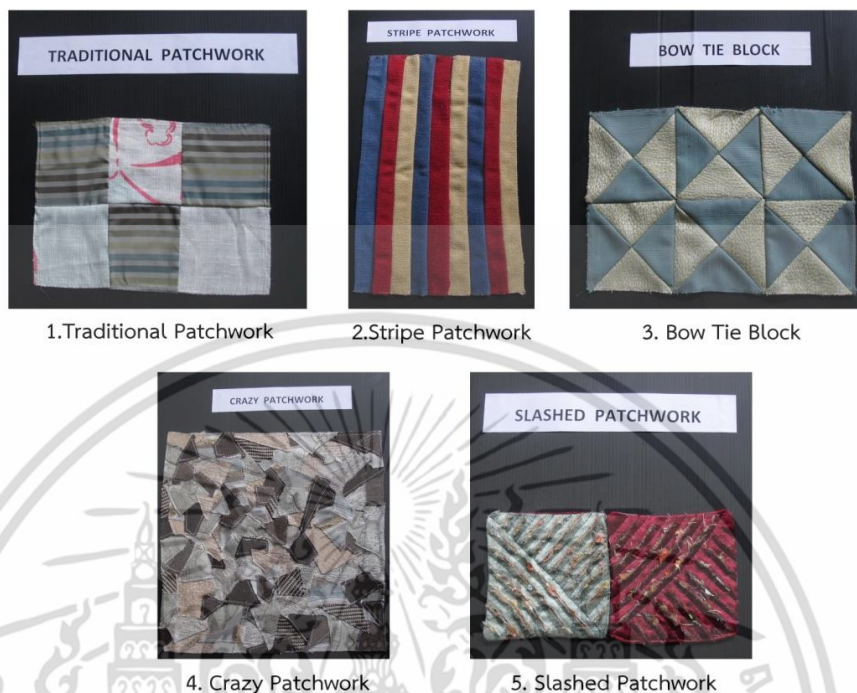 TRADITIONAL PATCHWORK
STRIPE PATCHWORK
BOW TIE BLOCK
1.Traditional Patchwork
2.Stripe Patchwork
3. Bow Tie Block
CRAZY PATCHWORK
SLASHED PATCHWORK
4. Crazy Patchwork
5. Slashed Patchwork